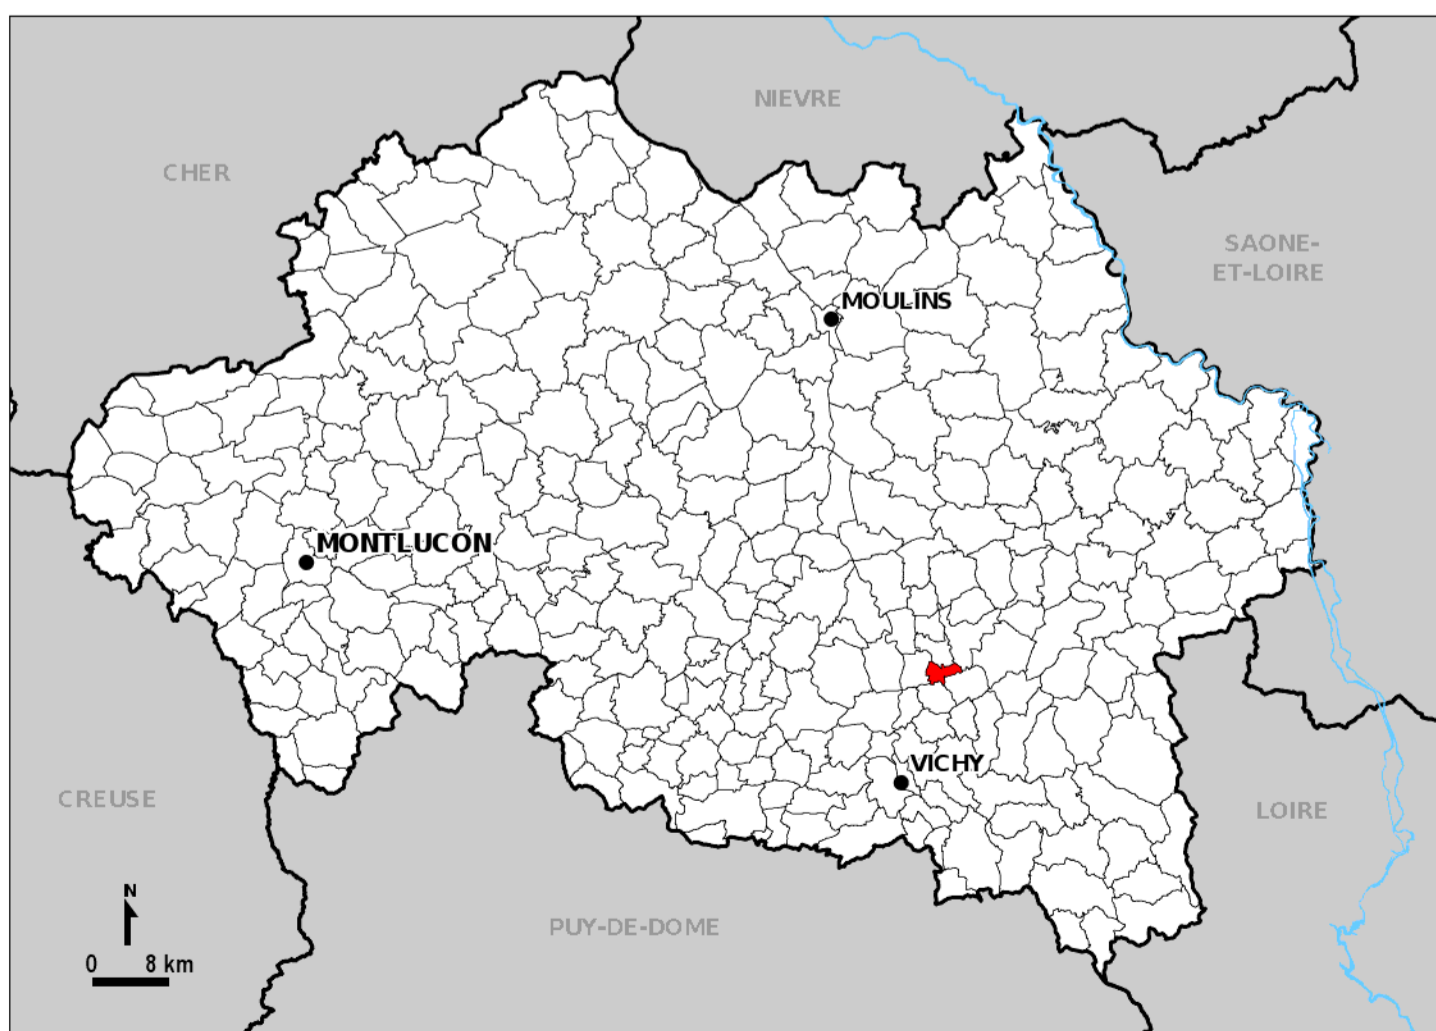 NIEVRE
CHER
SAONE-
ET-LOIRE
MOULINS
MONTLUCON
VICHY
CREUSE
LOIRE
N
PUY-DE-DOME
0 8 km